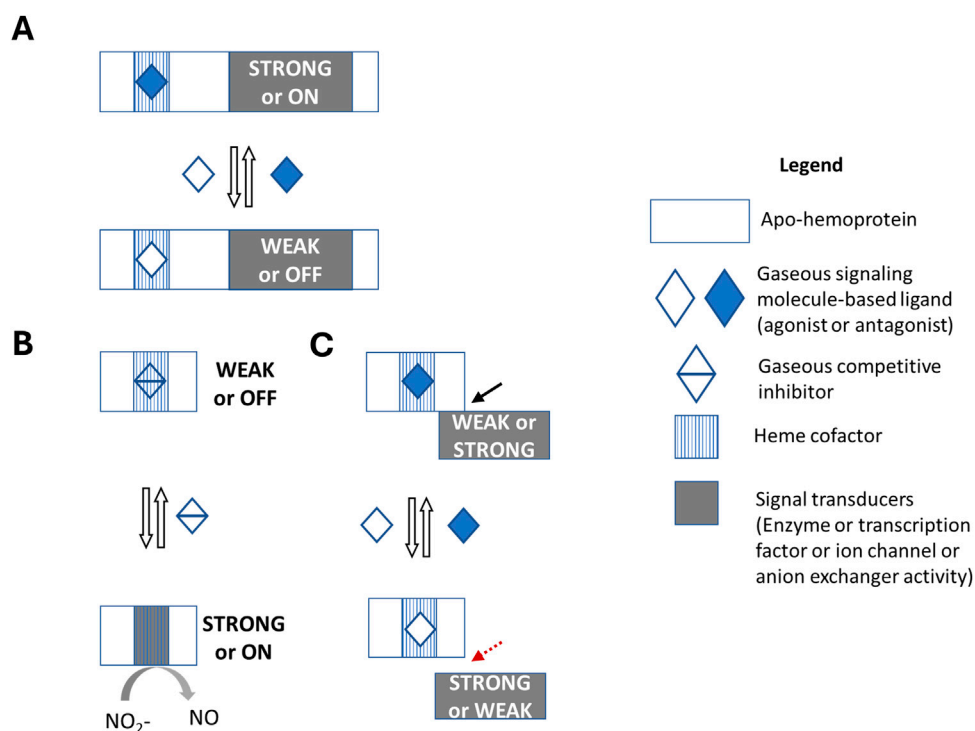 A
STRONG
or ON
WEAK
or OFF
B
WEAK
or OFF
STRONG
or ON
NO2-
NO
C
WEAK or
STRONG
STRONG
or WEAK
Legend
Apo-hemoprotein
Gaseous signaling
molecule-based ligand
(agonist or antagonist)
Gaseous competitive
inhibitor
Heme cofactor
Signal transducers
(Enzyme or transcription
factor or ion channel or
anion exchanger activity)